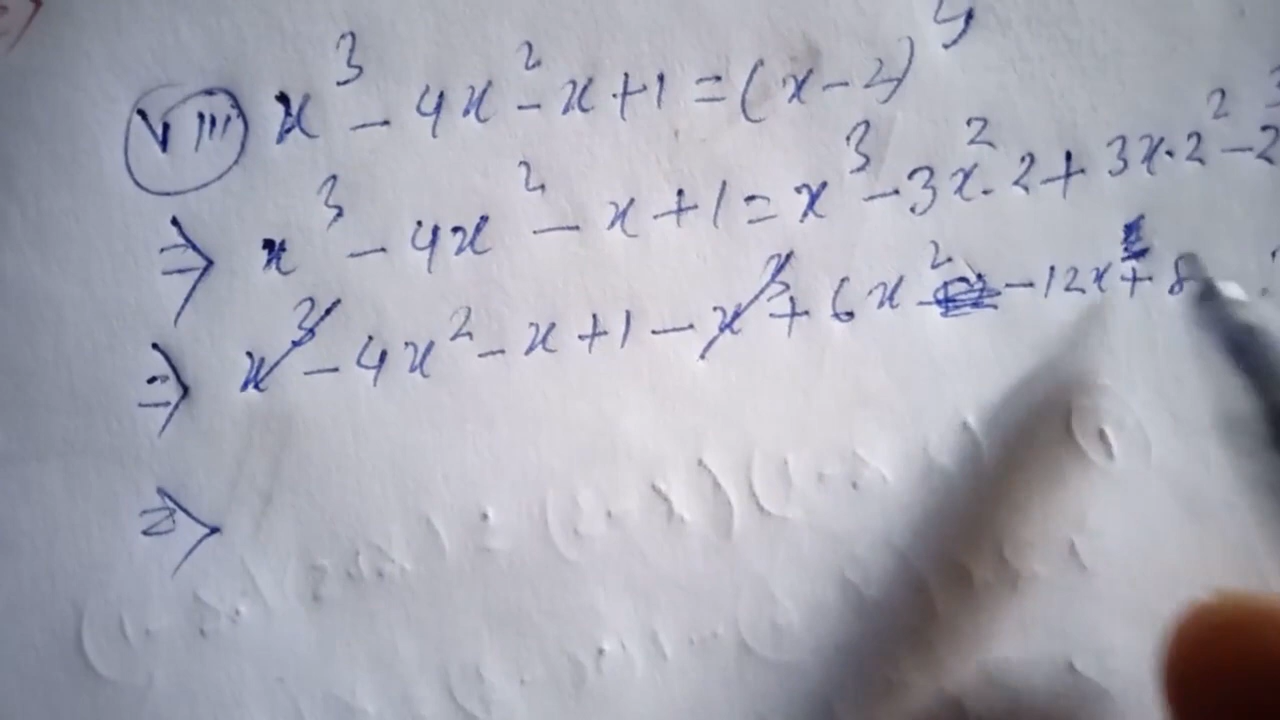 (viii) x³ - 4x² - x + 1 = (x - 2)³
⇒ x³ - 4x² - x + 1 = x³ - 3x²·2 + 3x·2² - 2³
⇒ x³ - 4x² - x + 1 - x³ + 6x² - 12x + 8
⇒